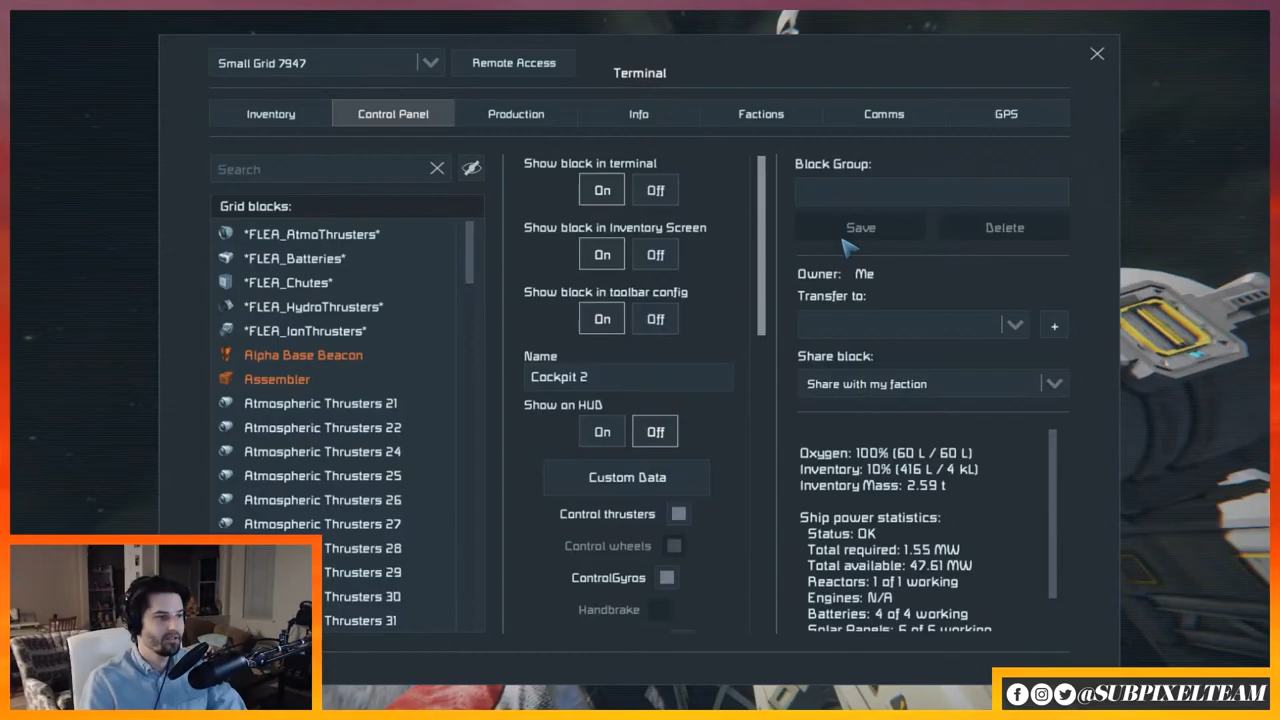 Small Grid 7947
Remote Access
Terminal
Inventory
Control Panel
Production
Info
Factions
Comms
GPS
Search
Grid blocks:
*FLEA_AtmoThrusters*
*FLEA_Batteries*
*FLEA_Chutes*
*FLEA_HydroThrusters*
*FLEA_IonThrusters*
Alpha Base Beacon
Assembler
Atmospheric Thrusters 21
Atmospheric Thrusters 22
Atmospheric Thrusters 24
Atmospheric Thrusters 25
Atmospheric Thrusters 26
Atmospheric Thrusters 27
Thrusters 28
Thrusters 29
Thrusters 30
Thrusters 31
Show block in terminal
On Off
Show block in Inventory Screen
On Off
Show block in toolbar config
On Off
Name
Cockpit 2
Show on HUD
On Off
Custom Data
Control thrusters
Control wheels
ControlGyros
Handbrake
Block Group:
Save Delete
Owner: Me
Transfer to:
+
Share block:
Share with my faction
Oxygen: 100% (60 L / 60 L)
Inventory: 10% (416 L / 4 kL)
Inventory Mass: 2.59 t
Ship power statistics:
Status: OK
Total required: 1.55 MW
Total available: 47.61 MW
Reactors: 1 of 1 working
Engines: N/A
Batteries: 4 of 4 working
Solar Panels: 6 of 6 working
@SUBPIXELTEAM